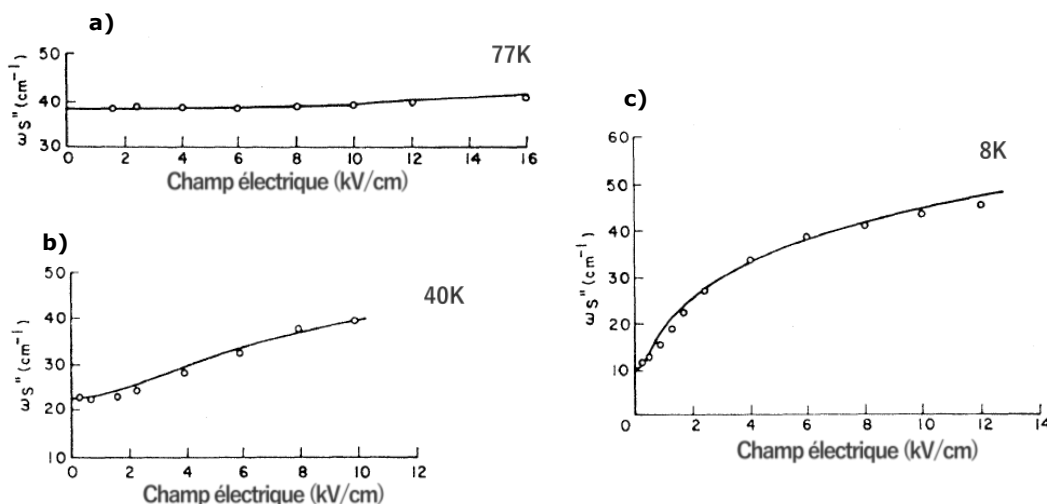 a)
77K
ωs" (cm⁻¹)
50
40
30
0 2 4 6 8 10 12 14 16
Champ électrique (kV/cm)
b)
40K
ωs" (cm⁻¹)
50
40
30
20
10
0 2 4 6 8 10 12
Champ électrique (kV/cm)
c)
8K
ωs" (cm⁻¹)
60
50
40
30
20
10
0
0 2 4 6 8 10 12 14
Champ électrique (kV/cm)